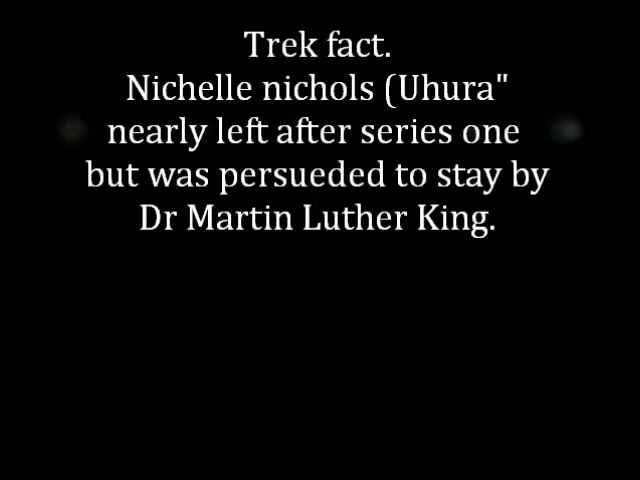 Trek fact.
Nichelle nichols (Uhura"
nearly left after series one
but was persueded to stay by
Dr Martin Luther King.